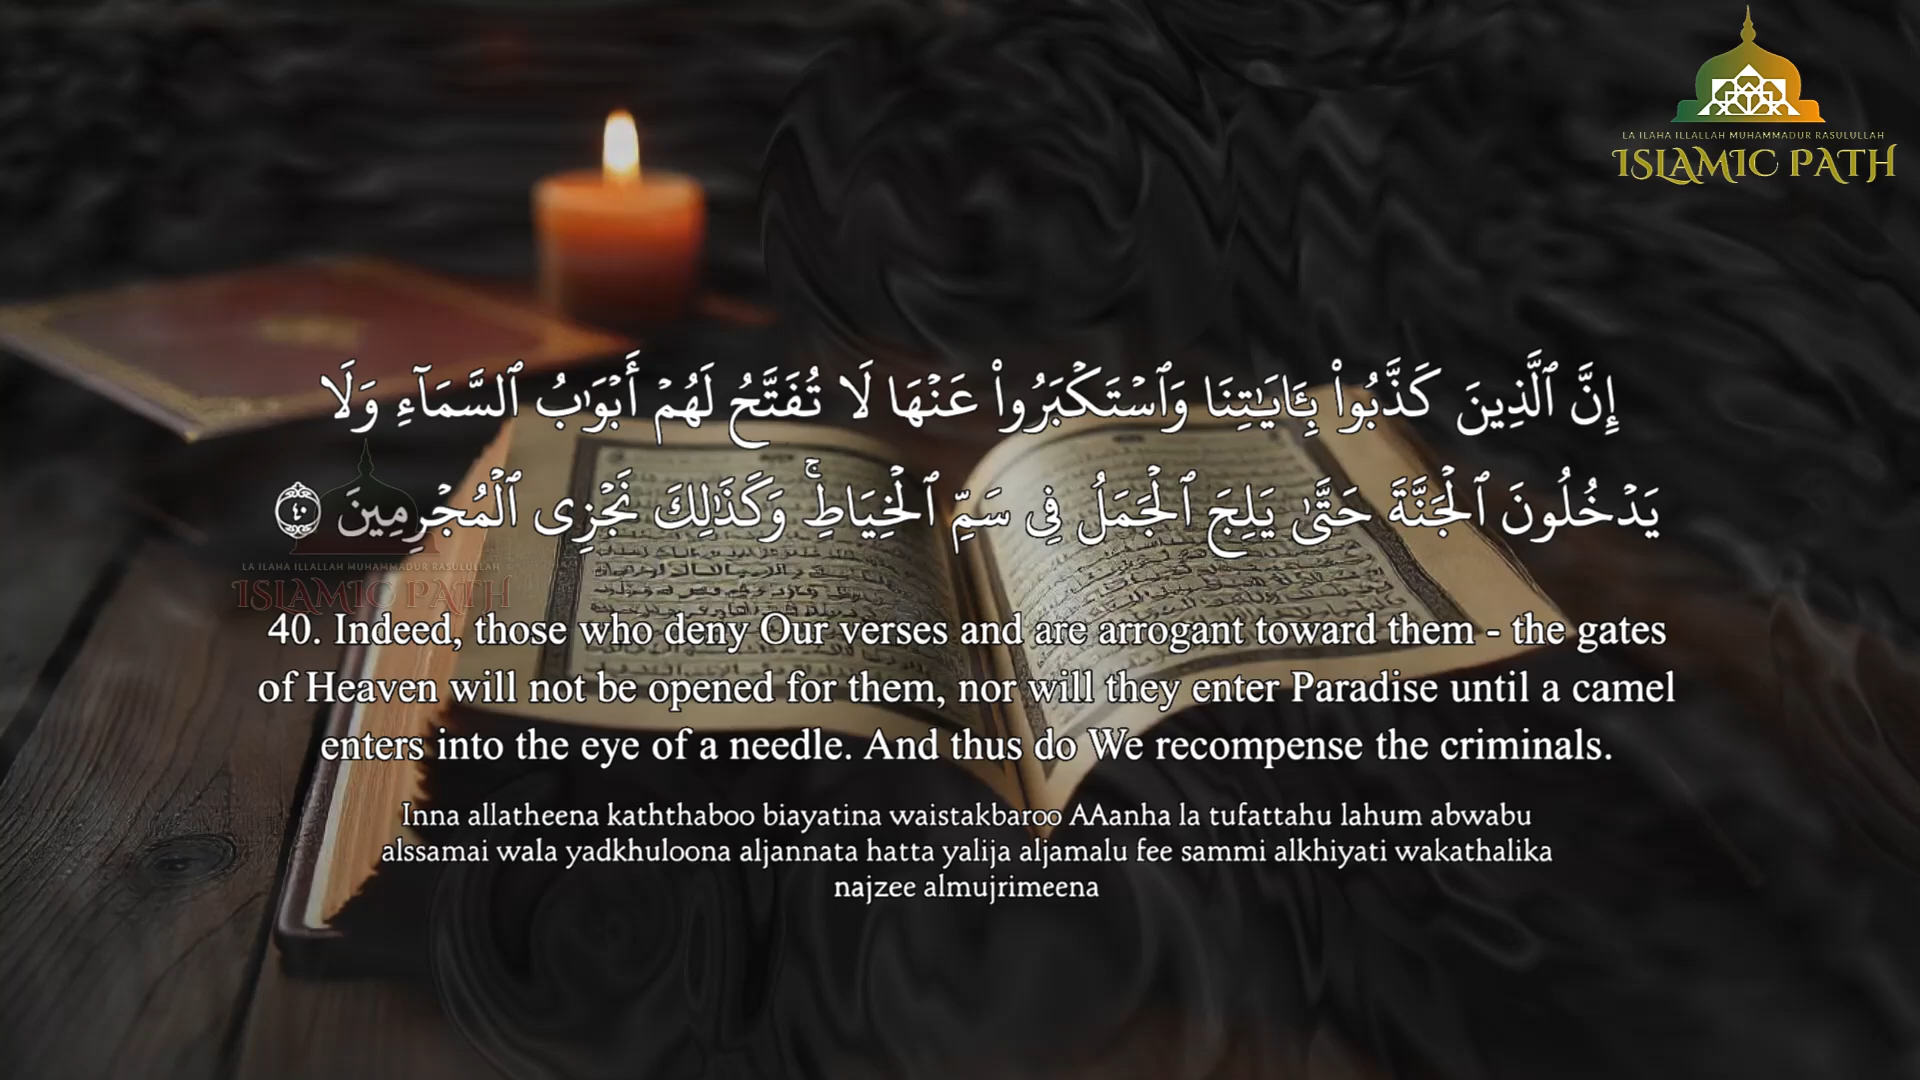 LA ILAHA ILLALLAH MUHAMMADUR RASULULLAH
ISLAMIC PATH
إِنَّ ٱلَّذِينَ كَذَّبُوا۟ بِـَٔايَـٰتِنَا وَٱسْتَكْبَرُوا۟ عَنْهَا لَا تُفَتَّحُ لَهُمْ أَبْوَٰبُ ٱلسَّمَآءِ وَلَا
يَدْخُلُونَ ٱلْجَنَّةَ حَتَّىٰ يَلِجَ ٱلْجَمَلُ فِى سَمِّ ٱلْخِيَاطِ ۚ وَكَذَٰلِكَ نَجْزِى ٱلْمُجْرِمِينَ ٤٠
LA ILAHA ILLALLAH MUHAMMADUR RASULULLAH
ISLAMIC PATH
40. Indeed, those who deny Our verses and are arrogant toward them - the gates
of Heaven will not be opened for them, nor will they enter Paradise until a camel
enters into the eye of a needle. And thus do We recompense the criminals.
Inna allatheena kaththaboo biayatina waistakbaroo AAanha la tufattahu lahum abwabu
alssamai wala yadkhuloona aljannata hatta yalija aljamalu fee sammi alkhiyati wakathalika
najzee almujrimeena